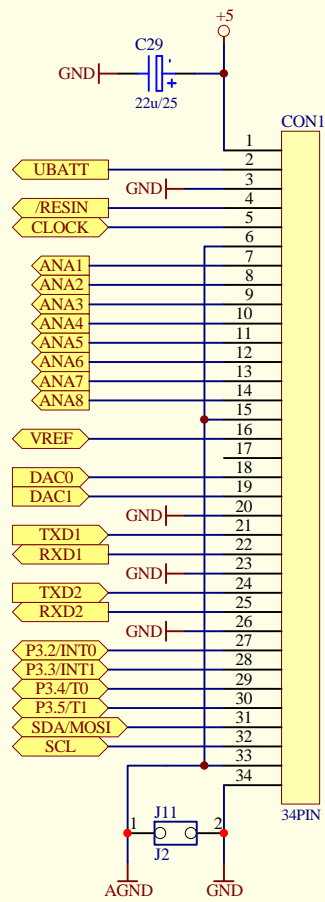 +5
C29
GND
22u/25
CON1
1
UBATT 2
GND 3
/RESIN 4
CLOCK 5
6
ANA1 7
ANA2 8
ANA3 9
ANA4 10
ANA5 11
ANA6 12
ANA7 13
ANA8 14
15
VREF 16
17
DAC0 18
DAC1 19
GND 20
TXD1 21
RXD1 22
GND 23
TXD2 24
RXD2 25
GND 26
P3.2/INT0 27
P3.3/INT1 28
P3.4/T0 29
P3.5/T1 30
SDA/MOSI 31
SCL 32
33
34
34PIN
J11
1 2
J2
AGND GND